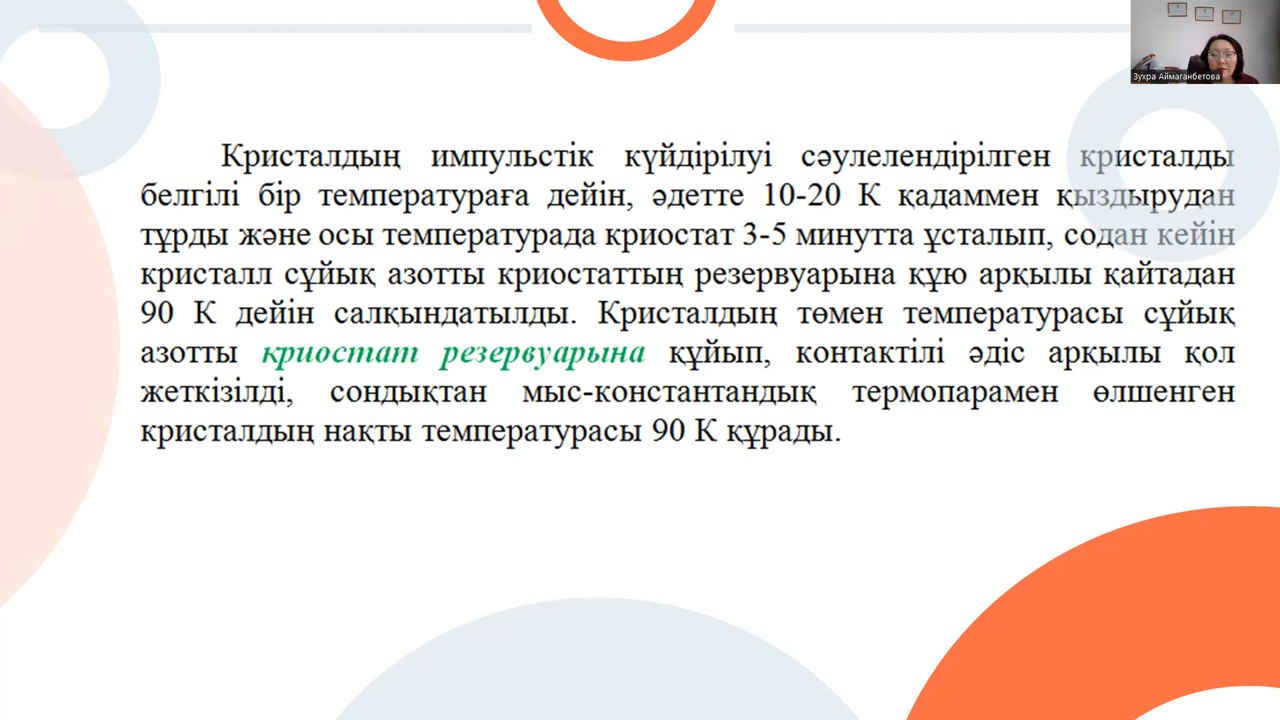 Зухра Аймаганбетова
Кристалдың импульстік күйдірілуі сәулелендірілген кристалды
белгілі бір температураға дейін, әдетте 10-20 К қадаммен қыздырудан
тұрды және осы температурада криостат 3-5 минутта ұсталып, содан кейін
кристалл сұйық азотты криостаттың резервуарына құю арқылы қайтадан
90 К дейін салқындатылды. Кристалдың төмен температурасы сұйық
азотты криостат резервуарына құйып, контактілі әдіс арқылы қол
жеткізілді, сондықтан мыс-константандық термопарамен өлшенген
кристалдың нақты температурасы 90 К құрады.